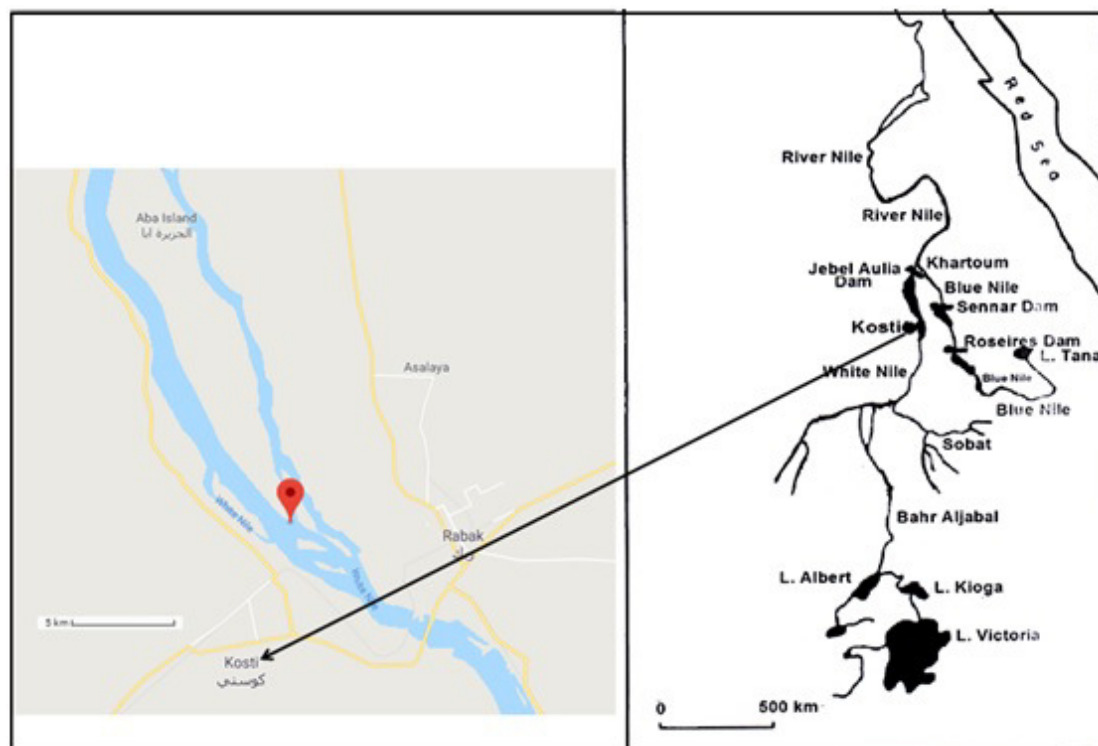 Aba Island
الجزيرة ابا
Asalaya
White Nile
Rabak
ربك
White Nile
5 km
Kosti
كوستي
Red Sea
River Nile
River Nile
Jebel Aulia
Dam
Khartoum
Blue Nile
Sennar Dam
Kosti
Roseires Dam
L. Tana
White Nile
Blue Nile
Blue Nile
Sobat
Bahr Aljabal
L. Albert
L. Kioga
L. Victoria
0
500 km